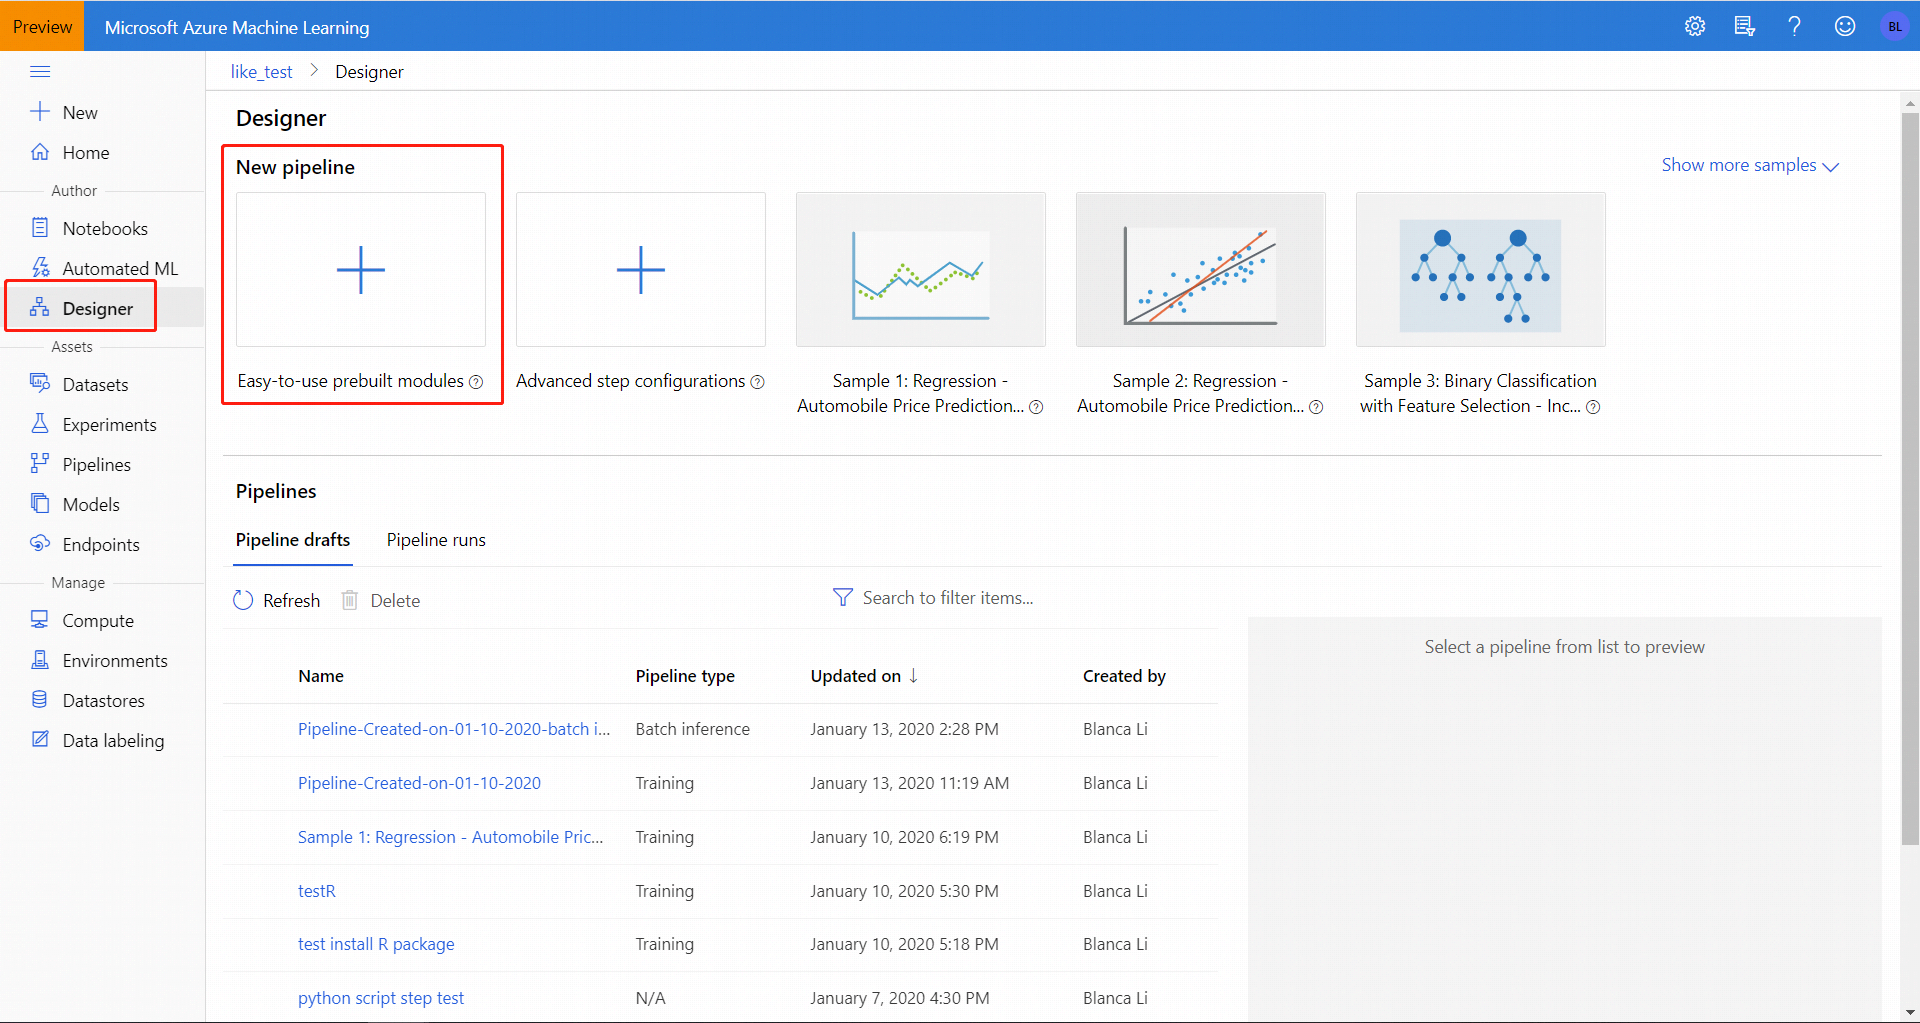 Preview
Microsoft Azure Machine Learning
BL
like_test > Designer
New
Home
Author
Notebooks
Automated ML
Designer
Assets
Datasets
Experiments
Pipelines
Models
Endpoints
Manage
Compute
Environments
Datastores
Data labeling
Designer
New pipeline
Show more samples
Easy-to-use prebuilt modules
Advanced step configurations
Sample 1: Regression -
Automobile Price Prediction...
Sample 2: Regression -
Automobile Price Prediction...
Sample 3: Binary Classification
with Feature Selection - Inc...
Pipelines
Pipeline drafts Pipeline runs
Refresh Delete Search to filter items...
Select a pipeline from list to preview
Name Pipeline type Updated on ↓ Created by
Pipeline-Created-on-01-10-2020-batch i... Batch inference January 13, 2020 2:28 PM Blanca Li
Pipeline-Created-on-01-10-2020 Training January 13, 2020 11:19 AM Blanca Li
Sample 1: Regression - Automobile Pric... Training January 10, 2020 6:19 PM Blanca Li
testR Training January 10, 2020 5:30 PM Blanca Li
test install R package Training January 10, 2020 5:18 PM Blanca Li
python script step test N/A January 7, 2020 4:30 PM Blanca Li